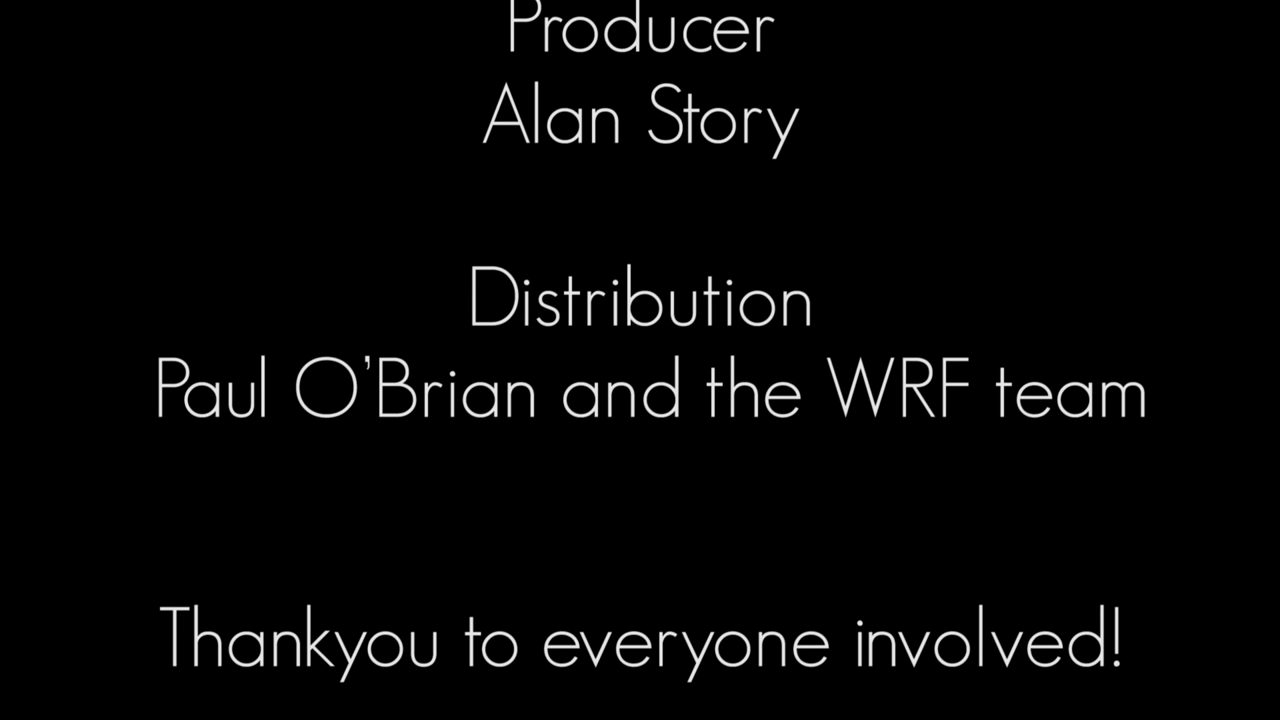 Producer
Alan Story
Distribution
Paul O'Brian and the WRF team
Thankyou to everyone involved!